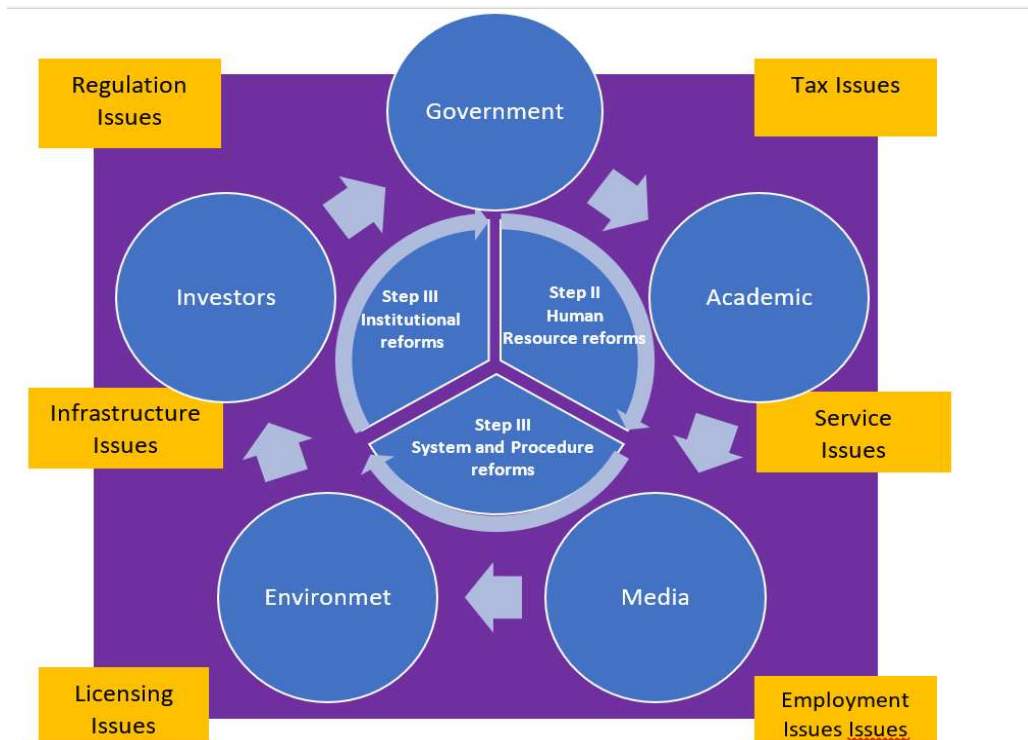 Regulation
Issues
Government
Tax Issues
Investors
Academic
Step III
Institutional
reforms
Step II
Human
Resource reforms
Infrastructure
Issues
Step III
System and Procedure
reforms
Service
Issues
Environmet
Media
Licensing
Issues
Employment
Issues Issues